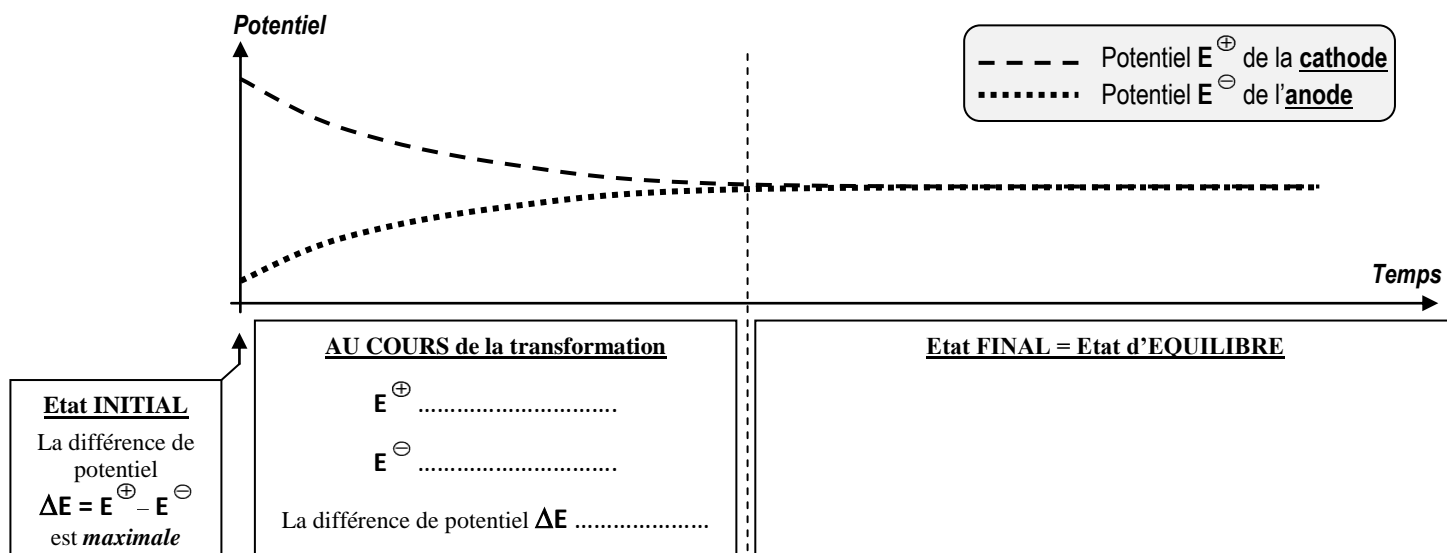 Potentiel
Potentiel E ⊕ de la cathode
Potentiel E ⊖ de l'anode
Temps
Etat INITIAL
La différence de
potentiel
ΔE = E ⊕ – E ⊖
est maximale
AU COURS de la transformation
E ⊕ ................................
E ⊖ ................................
La différence de potentiel ΔE .....................
Etat FINAL = Etat d'EQUILIBRE